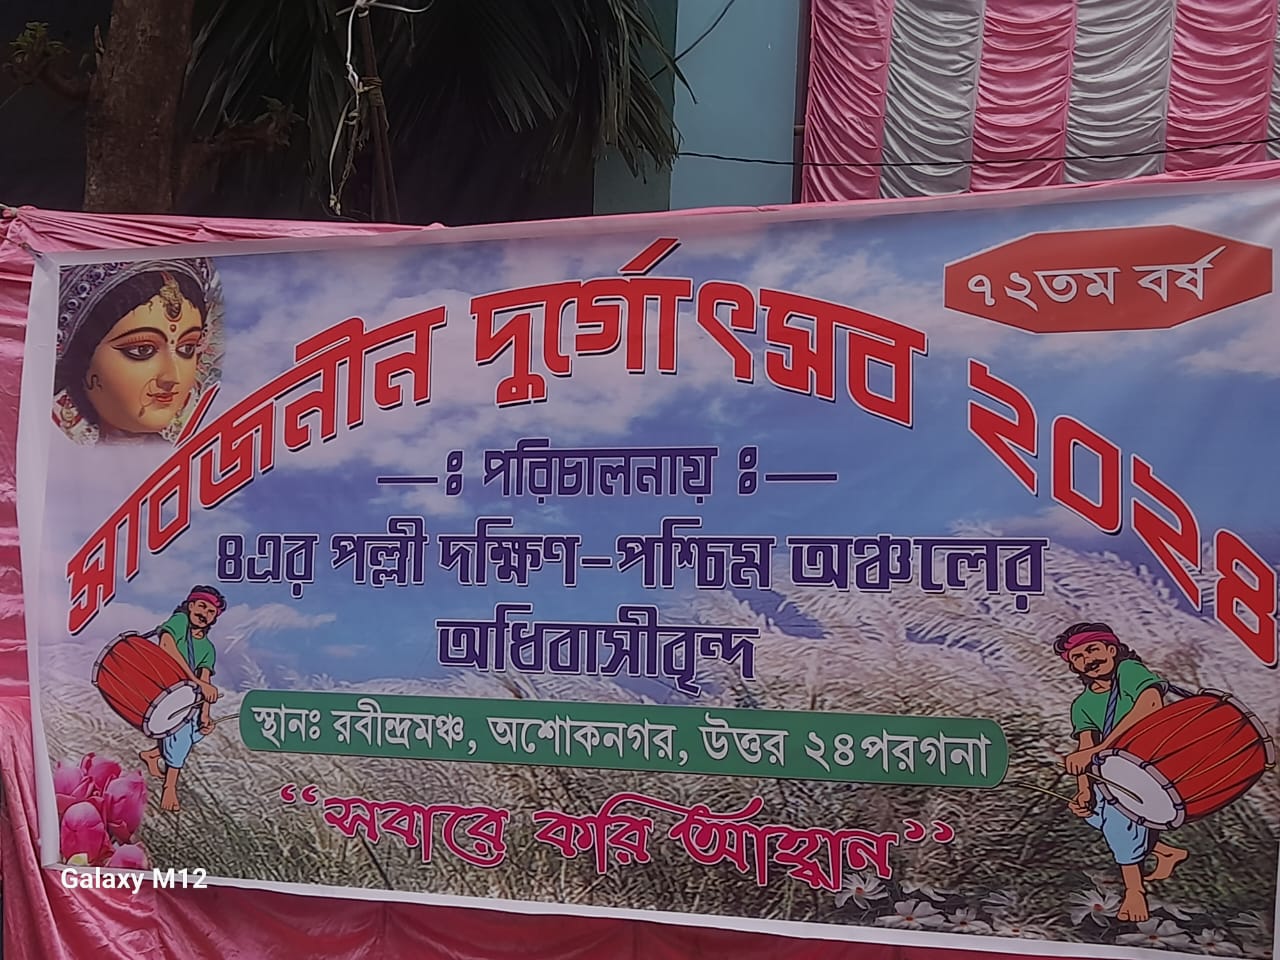 ৭২তম বর্ষ
সার্বজনীন দুর্গোৎসব ২০২৪
—ঃ পরিচালনায় ঃ—
৪এর পল্লী দক্ষিণ-পশ্চিম অঞ্চলের
অধিবাসীবৃন্দ
স্থানঃ রবীন্দ্রমঞ্চ, অশোকনগর, উত্তর ২৪পরগনা
“সবারে করি আহ্বান”
Galaxy M12